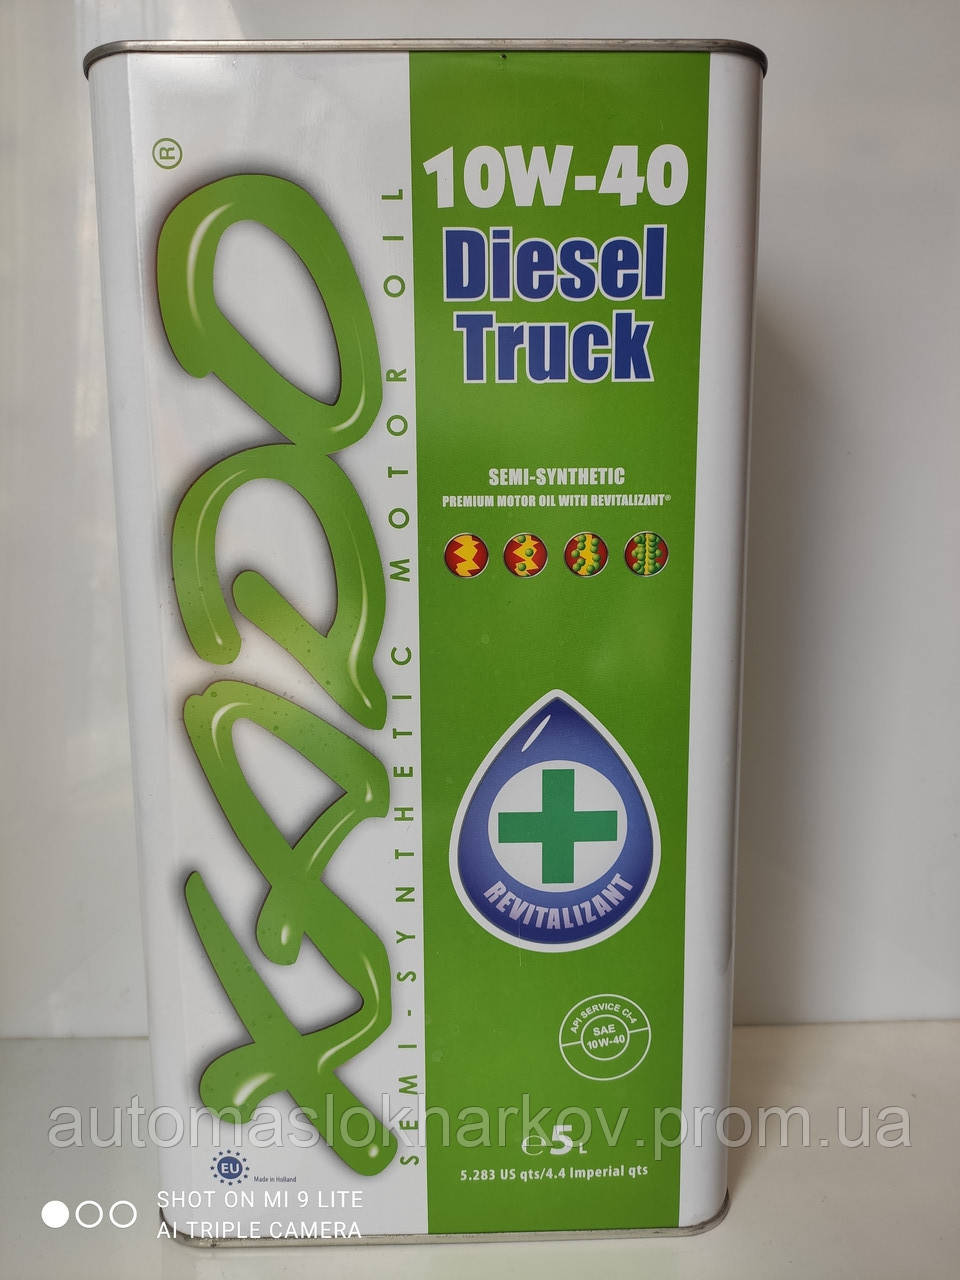 XADO®
SEMI-SYNTHETIC MOTOR OIL
10W-40
Diesel
Truck
SEMI-SYNTHETIC
PREMIUM MOTOR OIL WITH REVITALIZANT®
REVITALIZANT
API SERVICE CI-4
SAE
10W-40
automaslokharkov.prom.ua
℮5L
5.283 US qts/4.4 Imperial qts
EU
Made in Holland
SHOT ON MI 9 LITE
AI TRIPLE CAMERA